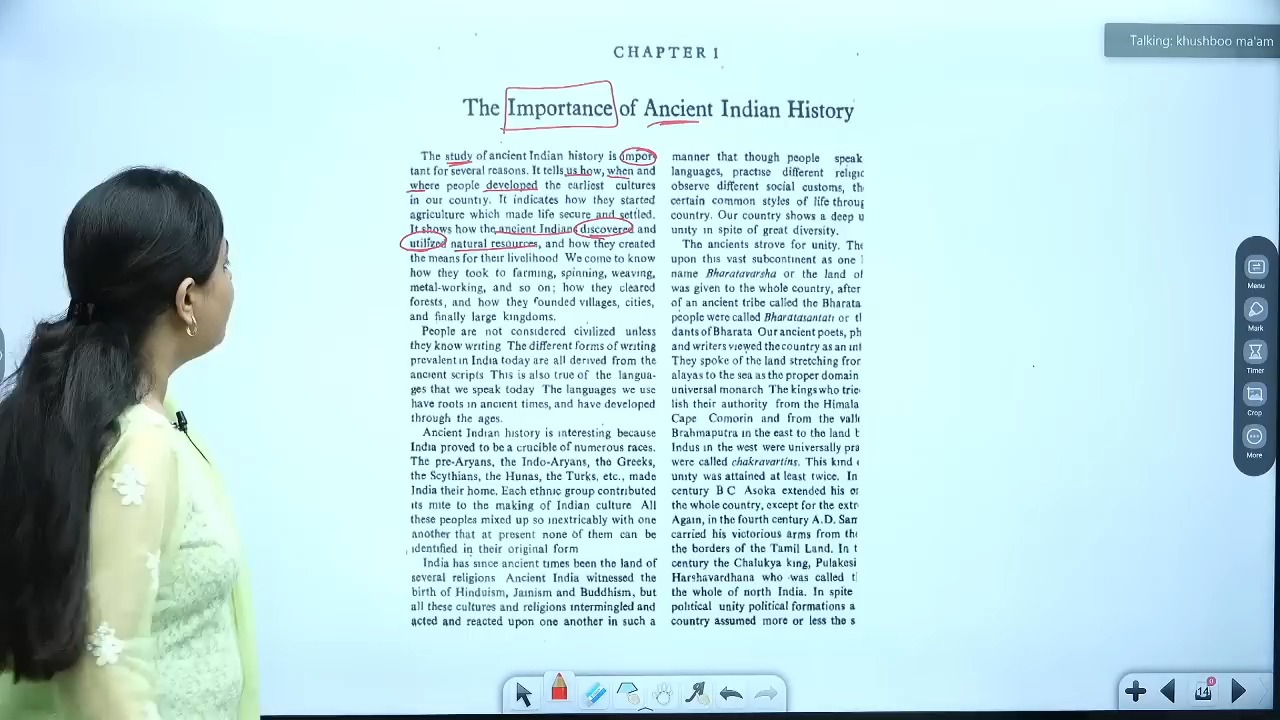 Talking: khushboo ma'am
CHAPTER 1
The Importance of Ancient Indian History
The study of ancient Indian history is impor
tant for several reasons. It tells us how, when and
where people developed the earliest cultures
in our country. It indicates how they started
agriculture which made life secure and settled.
It shows how the ancient Indians discovered and
utilized natural resources, and how they created
the means for their livelihood We come to know
how they took to farming, spinning, weaving,
metal-working, and so on; how they cleared
forests, and how they founded villages, cities,
and finally large kingdoms.
People are not considered civilized unless
they know writing The different forms of writing
prevalent in India today are all derived from the
ancient scripts This is also true of the langua-
ges that we speak today The languages we use
have roots in ancient times, and have developed
through the ages.
Ancient Indian history is interesting because
India proved to be a crucible of numerous races.
The pre-Aryans, the Indo-Aryans, the Greeks,
the Scythians, the Hunas, the Turks, etc., made
India their home. Each ethnic group contributed
its mite to the making of Indian culture All
these peoples mixed up so inextricably with one
another that at present none of them can be
identified in their original form
India has since ancient times been the land of
several religions Ancient India witnessed the
birth of Hinduism, Jainism and Buddhism, but
all these cultures and religions intermingled and
acted and reacted upon one another in such a
manner that though people speak
languages, practise different religic
observe different social customs, th
certain common styles of life throug
country. Our country shows a deep u
unity in spite of great diversity.
The ancients strove for unity. The
upon this vast subcontinent as one
name Bharatavarsha or the land of
was given to the whole country, after
of an ancient tribe called the Bharata
people were called Bharatasantati or tl
dants of Bharata Our ancient poets, ph
and writers viewed the country as an int
They spoke of the land stretching fror
alayas to the sea as the proper domain
universal monarch The kings who trie
lish their authority from the Himala
Cape Comorin and from the valle
Brahmaputra in the east to the land b
Indus in the west were universally pra
were called chakravartins. This kind
unity was attained at least twice. In
century B C Asoka extended his
the whole country, except for the extr
Again, in the fourth century A.D. Sam
carried his victorious arms from the
the borders of the Tamil Land. In t
century the Chalukya king, Pulakesi
Harshavardhana who was called tl
the whole of north India. In spite
political unity political formations a
country assumed more or less the s
Menu
Mark
Timer
Crop
More
14